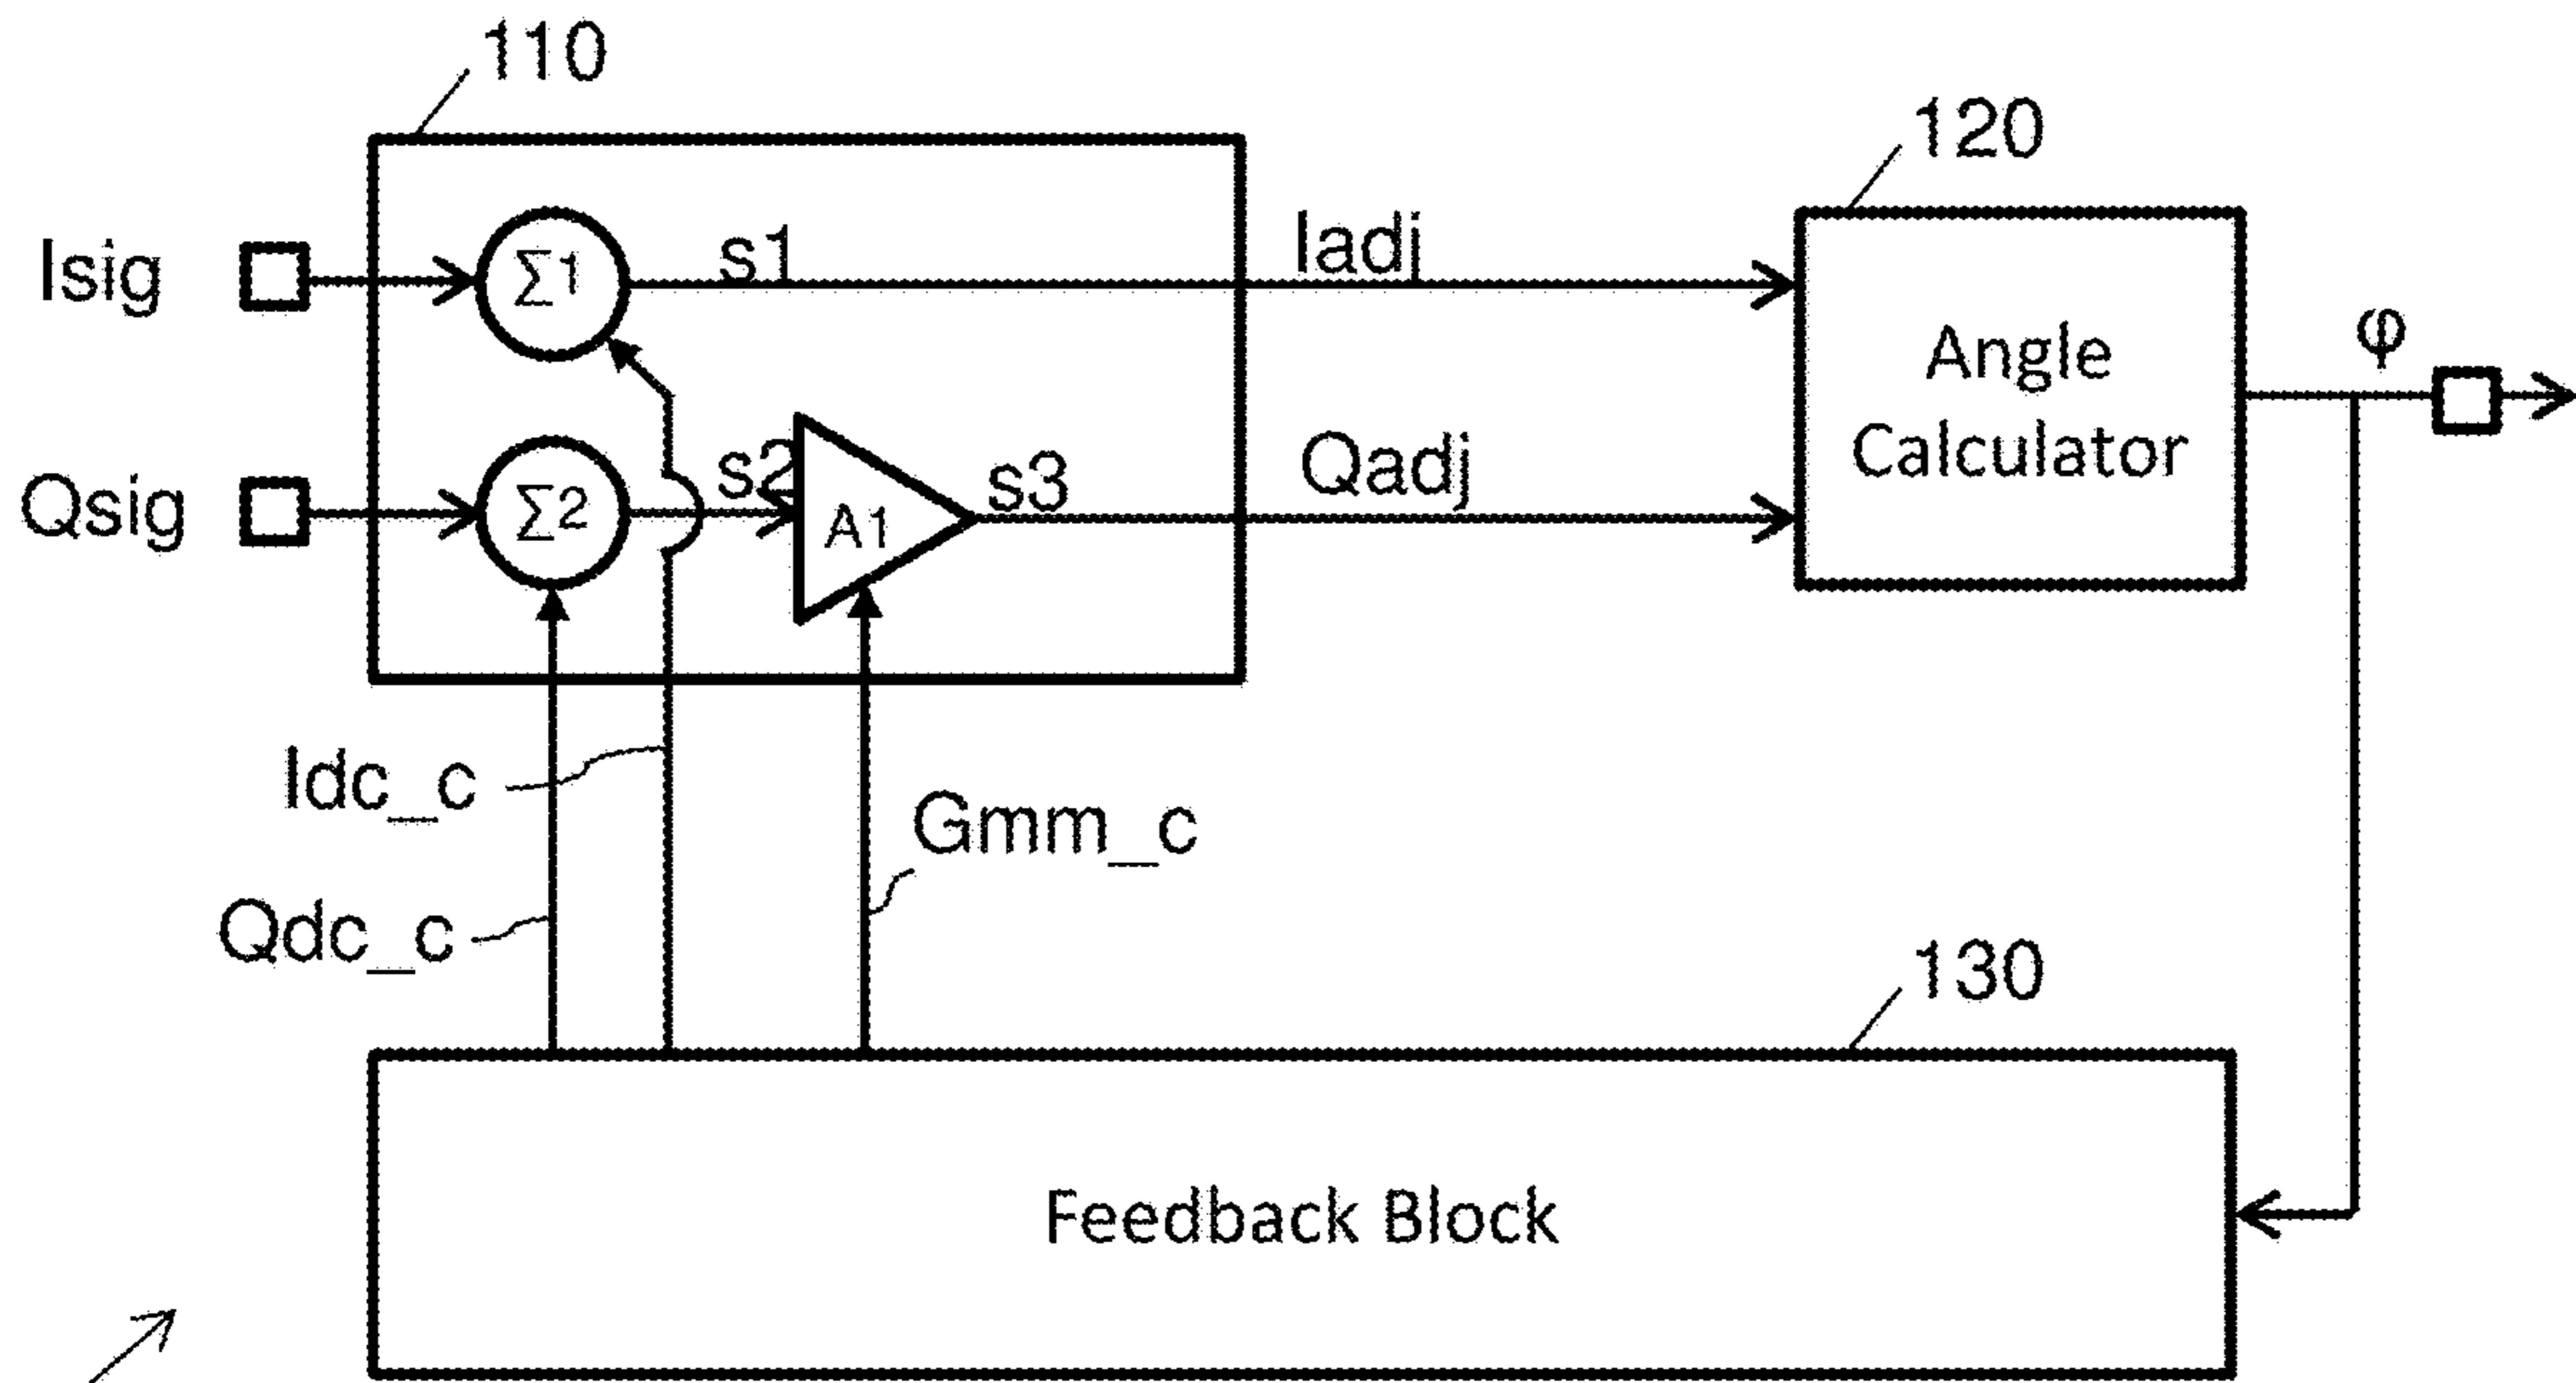 110
120
Isig
Σ1
s1
Iadj
Angle
Calculator
φ
Qsig
Σ2
s2
A1
s3
Qadj
Idc_c
Gmm_c
Qdc_c
130
Feedback Block